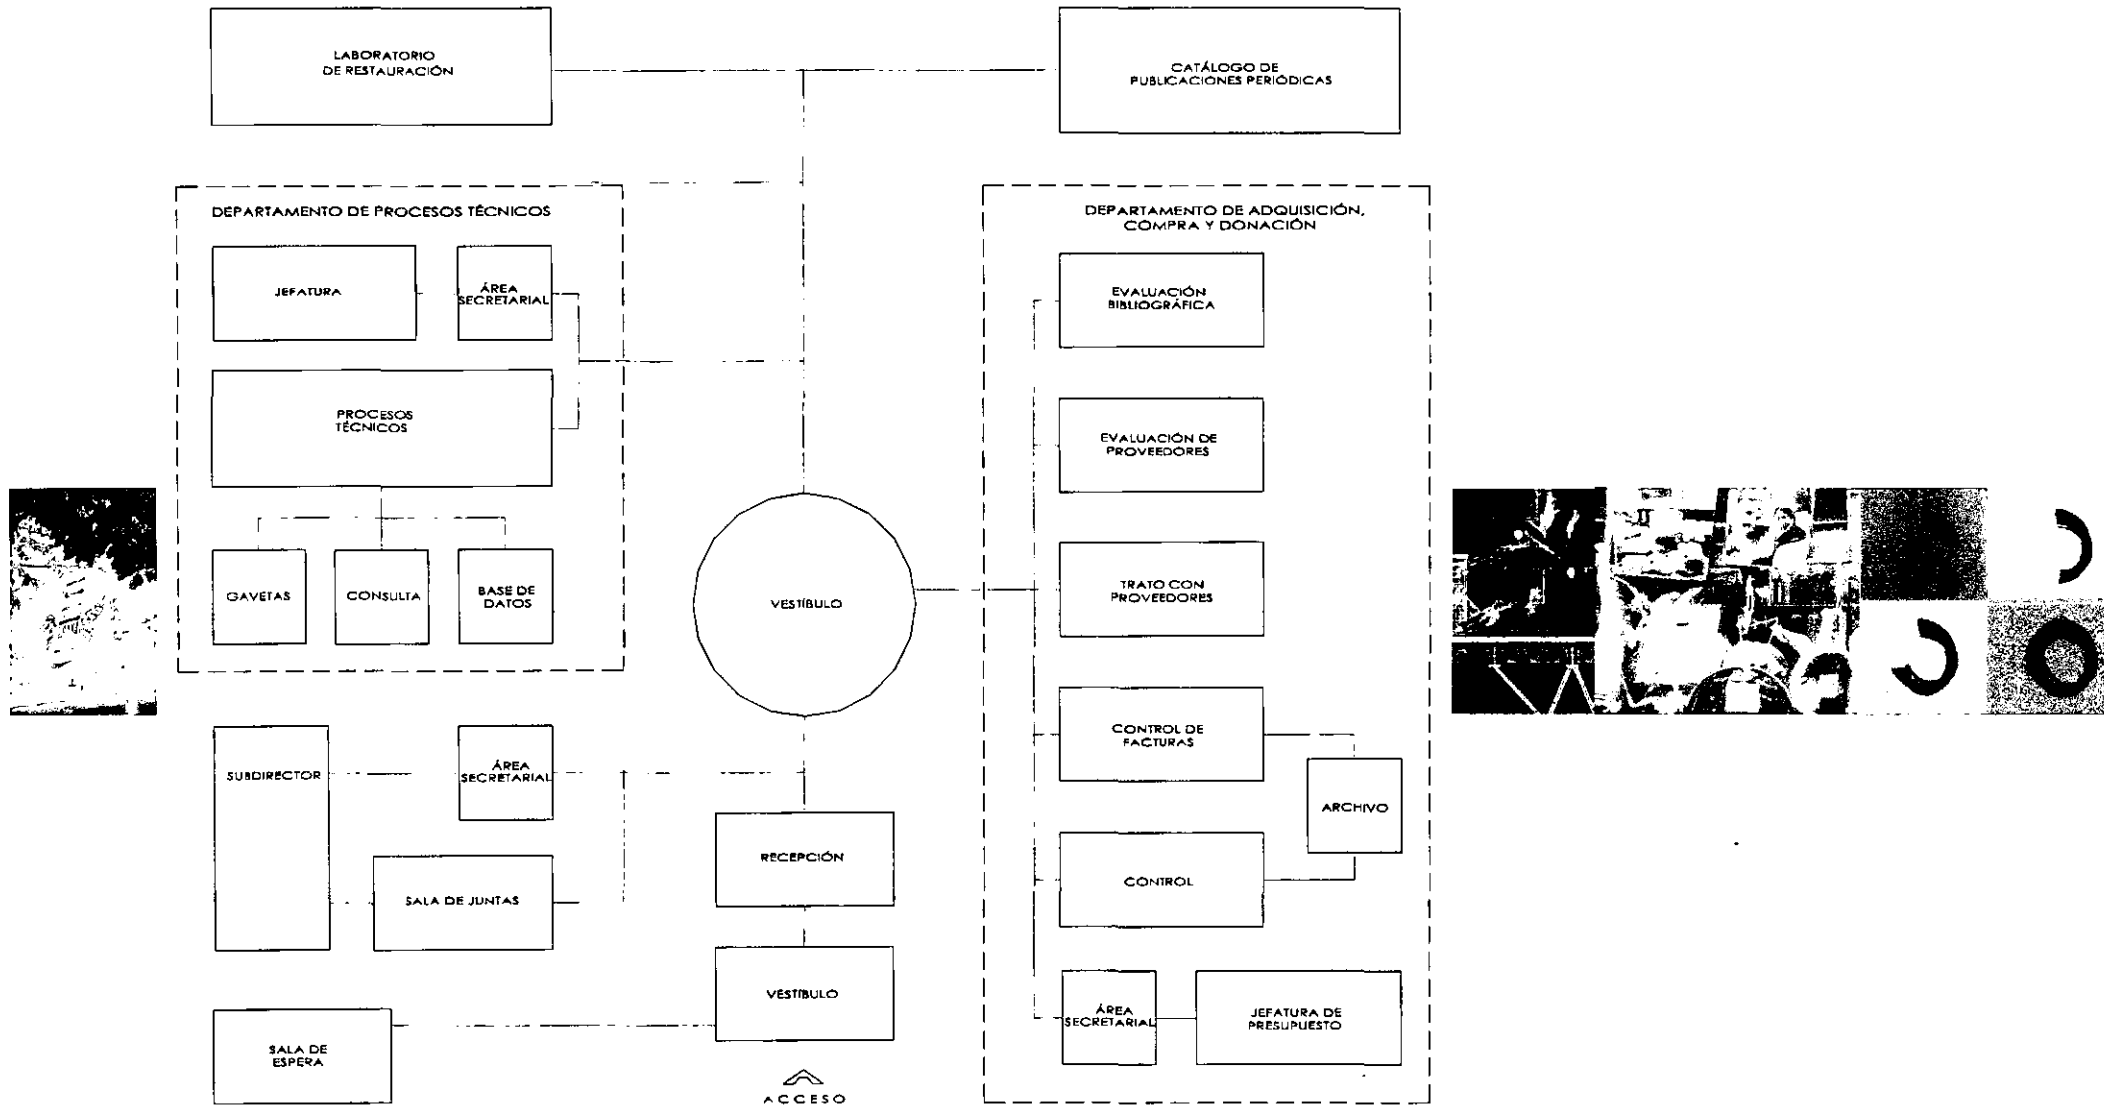 LABORATORIO
DE RESTAURACIÓN
CATÁLOGO DE
PUBLICACIONES PERIÓDICAS
DEPARTAMENTO DE PROCESOS TÉCNICOS
JEFATURA
ÁREA
SECRETARIAL
PROCESOS
TÉCNICOS
GAVETAS
CONSULTA
BASE DE
DATOS
SUBDIRECTOR
ÁREA
SECRETARIAL
SALA DE JUNTAS
SALA DE
ESPERA
VESTÍBULO
RECEPCIÓN
VESTÍBULO
ACCESO
DEPARTAMENTO DE ADQUISICIÓN,
COMPRA Y DONACIÓN
EVALUACIÓN
BIBLIOGRÁFICA
EVALUACIÓN DE
PROVEEDORES
TRATO CON
PROVEEDORES
CONTROL DE
FACTURAS
ARCHIVO
CONTROL
ÁREA
SECRETARIAL
JEFATURA DE
PRESUPUESTO